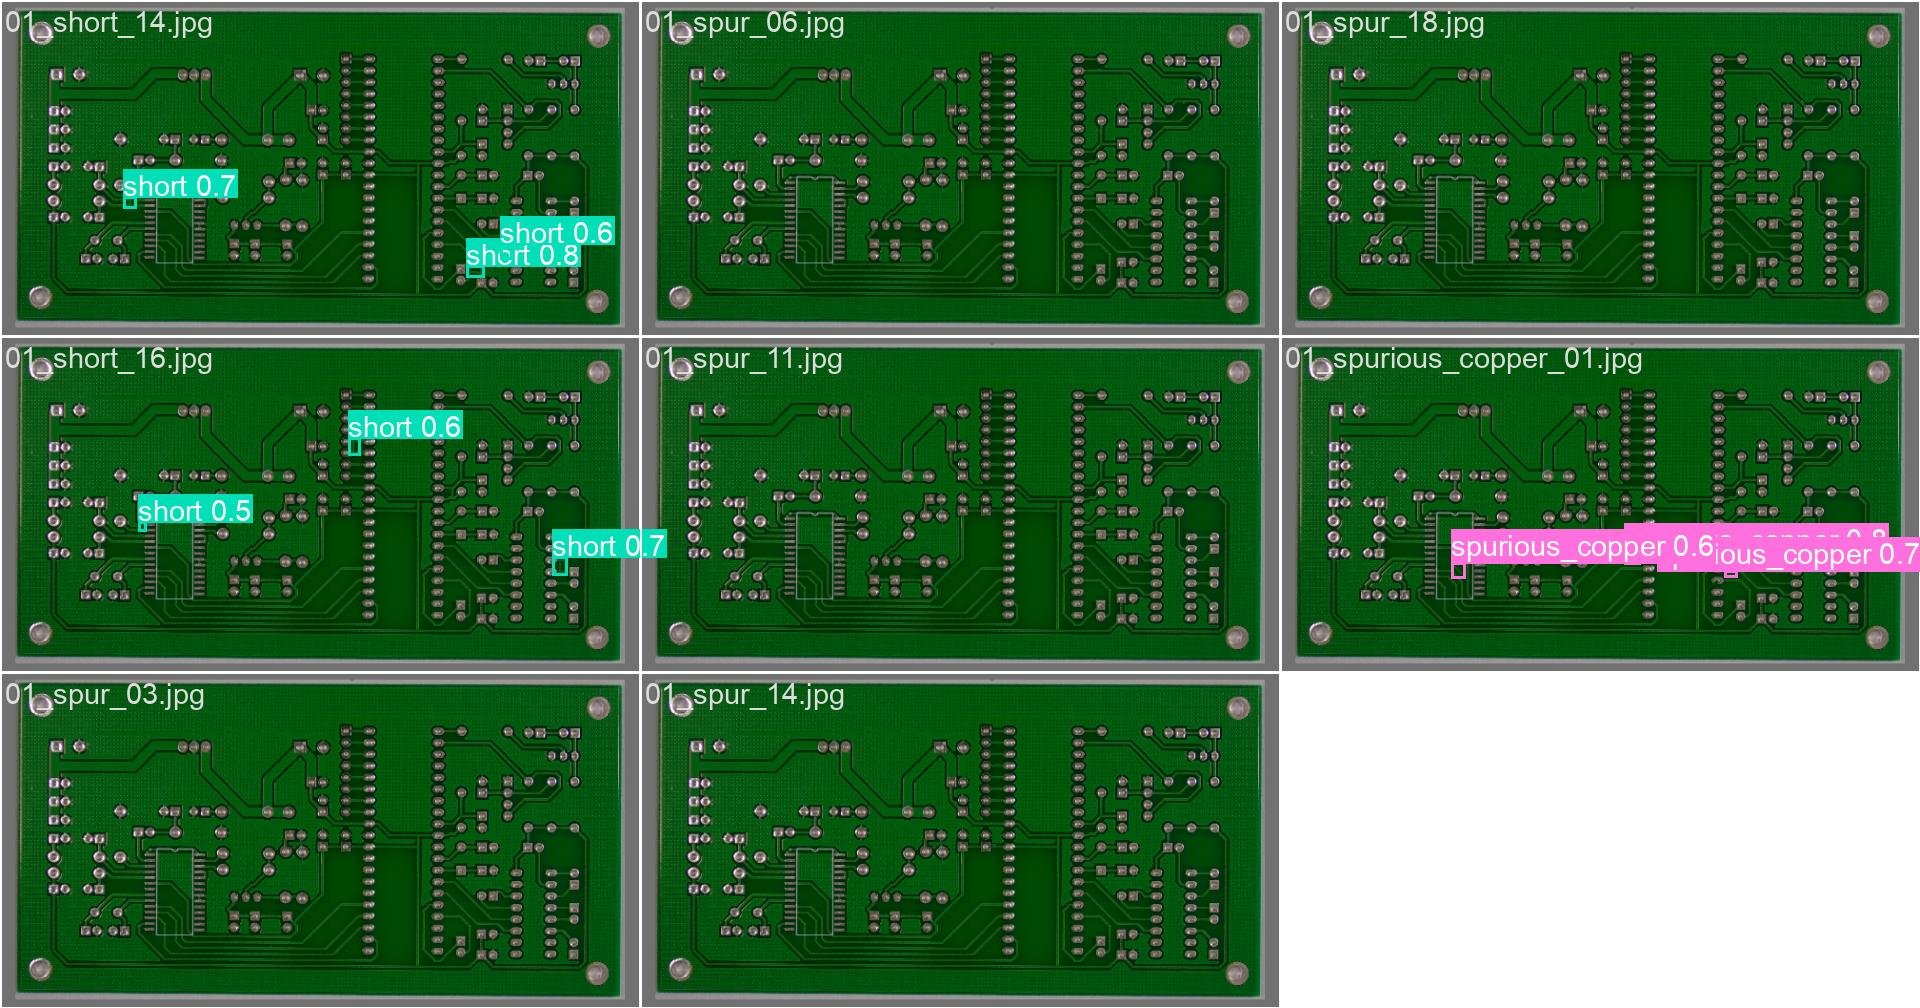 01_short_14.jpg
short 0.7
short 0.6
short 0.8
01_spur_06.jpg
01_spur_18.jpg
01_short_16.jpg
short 0.6
short 0.5
short 0.7
01_spur_11.jpg
01_spurious_copper_01.jpg
spurious_copper 0.6
ious_copper 0.7
01_spur_03.jpg
01_spur_14.jpg